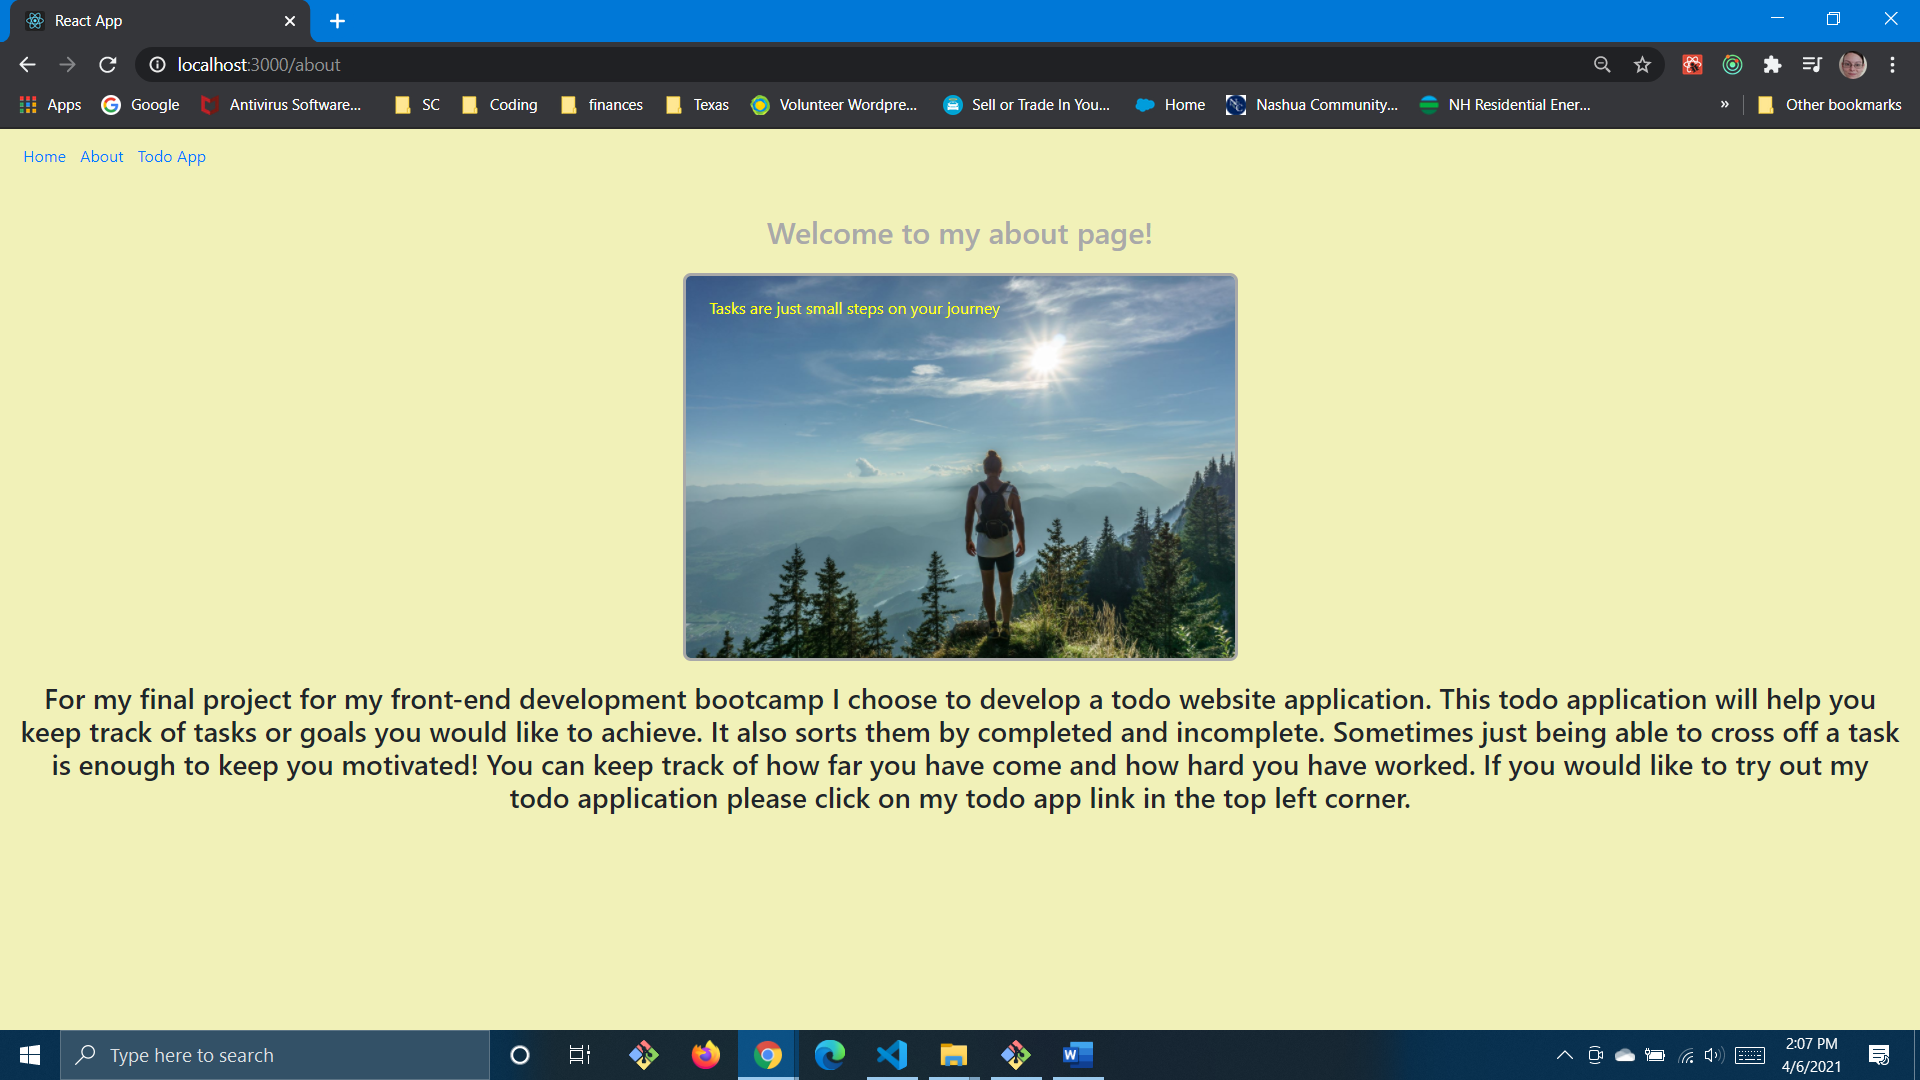 React App
localhost:3000/about
Apps Google Antivirus Software... SC Coding finances Texas Volunteer Wordpre... Sell or Trade In You... Home Nashua Community... NH Residential Ener... » Other bookmarks
Home About Todo App
Welcome to my about page!
Tasks are just small steps on your journey
For my final project for my front-end development bootcamp I choose to develop a todo website application. This todo application will help you
keep track of tasks or goals you would like to achieve. It also sorts them by completed and incomplete. Sometimes just being able to cross off a task
is enough to keep you motivated! You can keep track of how far you have come and how hard you have worked. If you would like to try out my
todo application please click on my todo app link in the top left corner.
Type here to search
2:07 PM
4/6/2021